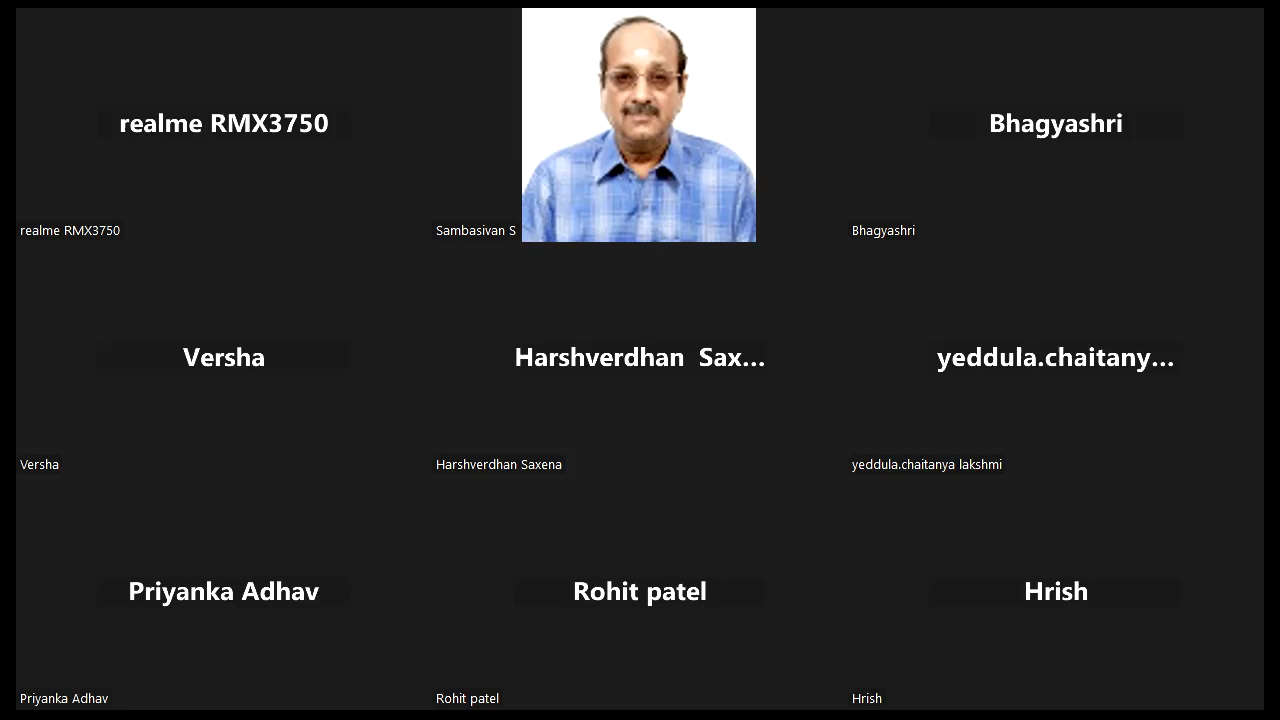 realme RMX3750
Bhagyashri
realme RMX3750
Sambasivan S
Bhagyashri
Versha
Harshverdhan  Sax...
yeddula.chaitany...
Versha
Harshverdhan Saxena
yeddula.chaitanya lakshmi
Priyanka Adhav
Rohit patel
Hrish
Priyanka Adhav
Rohit patel
Hrish